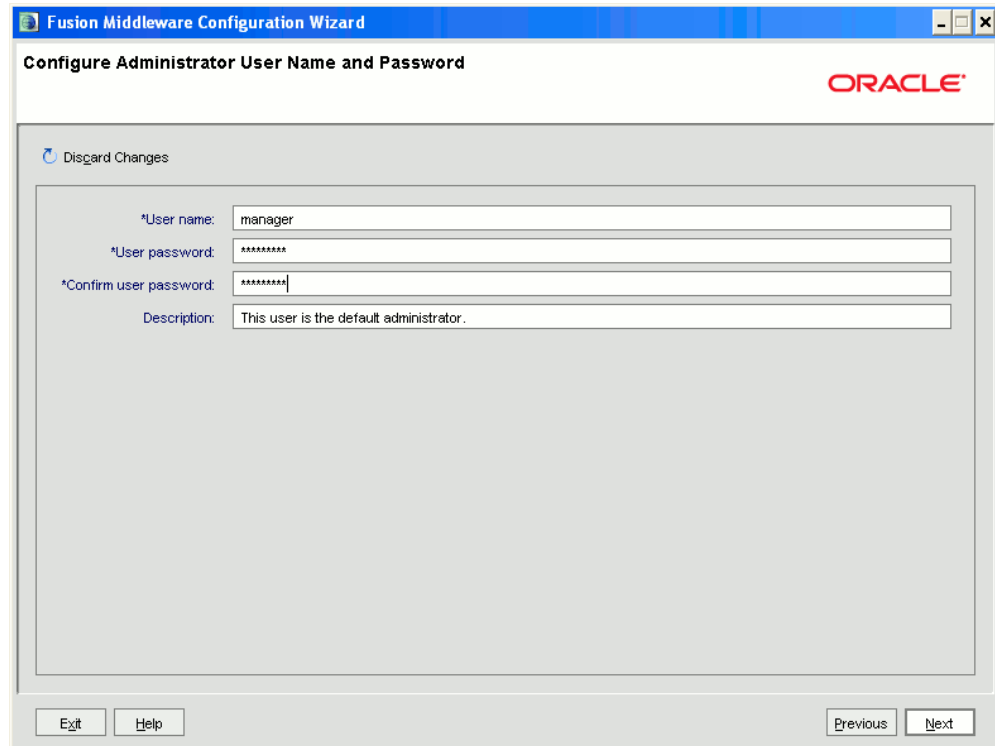 Fusion Middleware Configuration Wizard
Configure Administrator User Name and Password
ORACLE
Discard Changes
*User name: manager
*User password: *********
*Confirm user password: *********
Description: This user is the default administrator.
Exit Help Previous Next